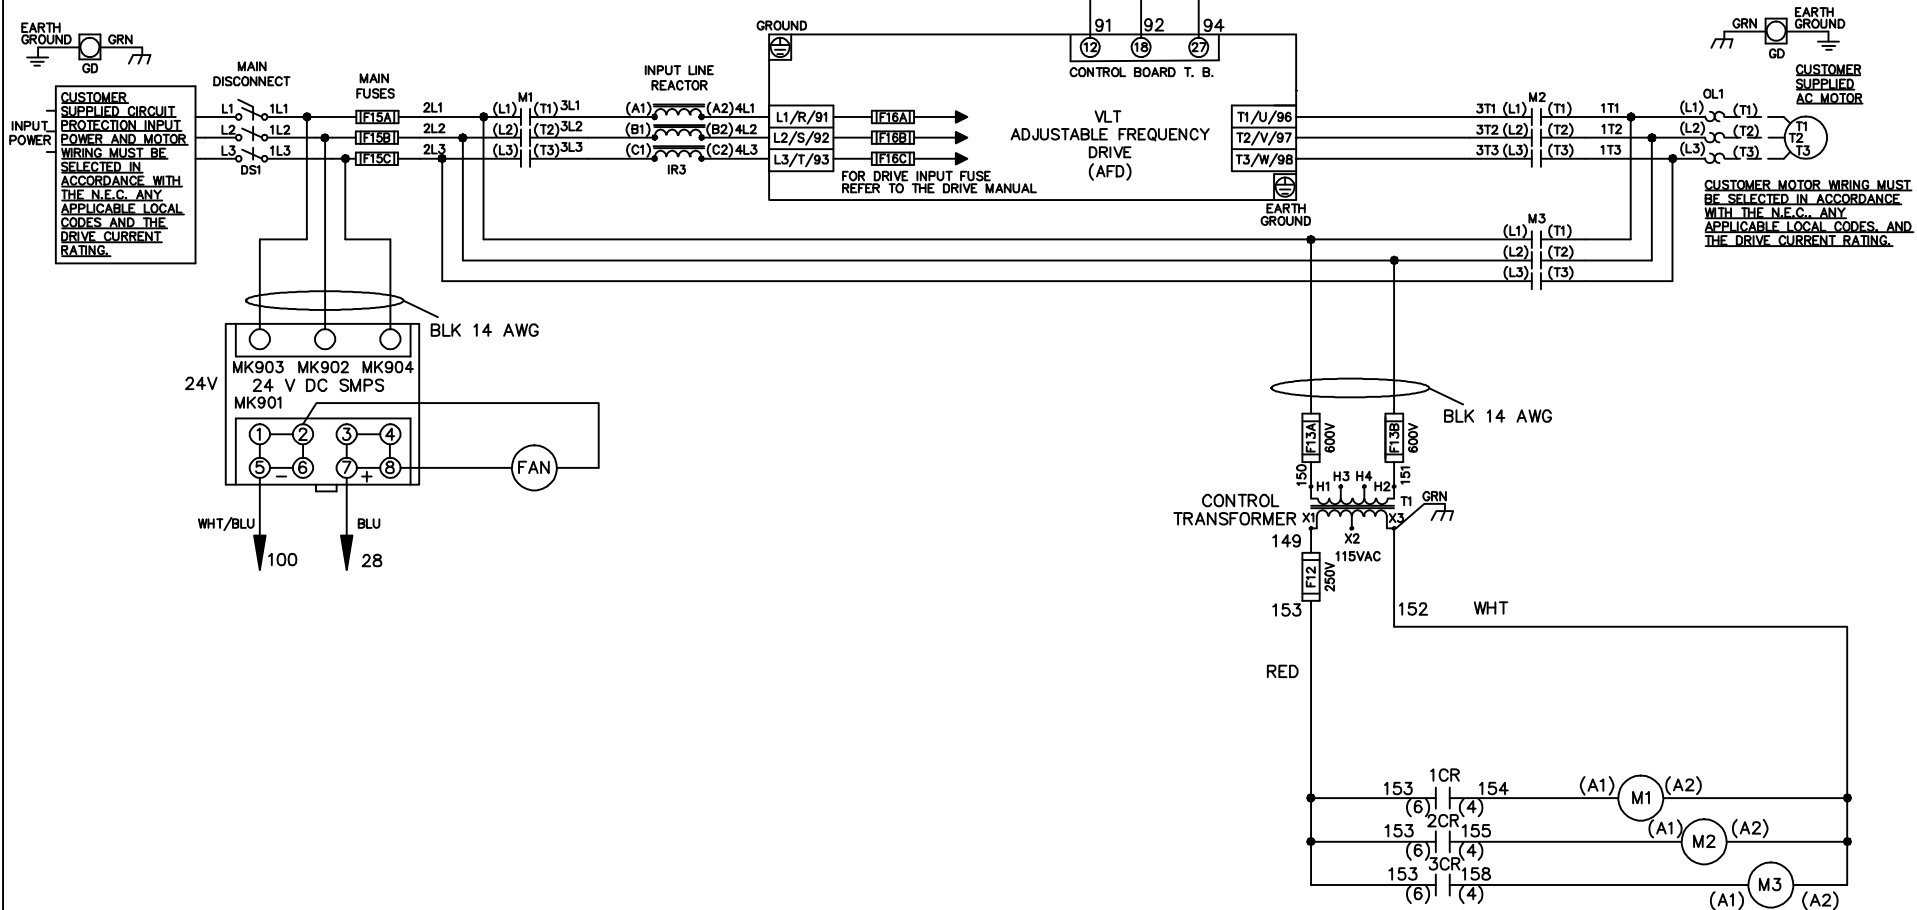 91 92 94
EARTH
GROUND
GRN
GD
GROUND
12 18 27
CONTROL BOARD T. B.
GRN
EARTH
GROUND
GD
CUSTOMER
SUPPLIED
AC MOTOR
INPUT
POWER
CUSTOMER
SUPPLIED CIRCUIT
PROTECTION INPUT
POWER AND MOTOR
WIRING MUST BE
SELECTED IN
ACCORDANCE WITH
THE N.E.C. ANY
APPLICABLE LOCAL
CODES AND THE
DRIVE CURRENT
RATING.
MAIN
DISCONNECT
L1 1L1
L2 1L2
L3 1L3
DS1
MAIN
FUSES
F15A
F15B
F15C
2L1
2L2
2L3
M1
(L1) (T1) 3L1
(L2) (T2) 3L2
(L3) (T3) 3L3
INPUT LINE
REACTOR
(A1) (A2) 4L1
(B1) (B2) 4L2
(C1) (C2) 4L3
IR3
L1/R/91
L2/S/92
L3/T/93
F16A
F16B
F16C
FOR DRIVE INPUT FUSE
REFER TO THE DRIVE MANUAL
VLT
ADJUSTABLE FREQUENCY
DRIVE
(AFD)
T1/U/96
T2/V/97
T3/W/98
EARTH
GROUND
M2
3T1 (L1) (T1) 1T1
3T2 (L2) (T2) 1T2
3T3 (L3) (T3) 1T3
OL1
(L1) (T1)
(L2) (T2)
(L3) (T3)
T1
T2
T3
CUSTOMER MOTOR WIRING MUST
BE SELECTED IN ACCORDANCE
WITH THE N.E.C., ANY
APPLICABLE LOCAL CODES, AND
THE DRIVE CURRENT RATING.
M3
(L1) (T1)
(L2) (T2)
(L3) (T3)
BLK 14 AWG
MK903 MK902 MK904
24V
24 V DC SMPS
MK901
1 2 3 4
5 - 6 7 + 8
FAN
WHT/BLU
BLU
100
28
BLK 14 AWG
F13A
600V
F13B
600V
150
151
H1 H3 H4 H2
T1
GRN
CONTROL
TRANSFORMER
X1 X3
X2
115VAC
149
F12
250V
153
152
WHT
RED
1CR
153 154
(6) (4)
(A1) M1 (A2)
2CR
153 155
(6) (4)
(A1) M2 (A2)
3CR
153 158
(6) (4)
(A1) M3 (A2)